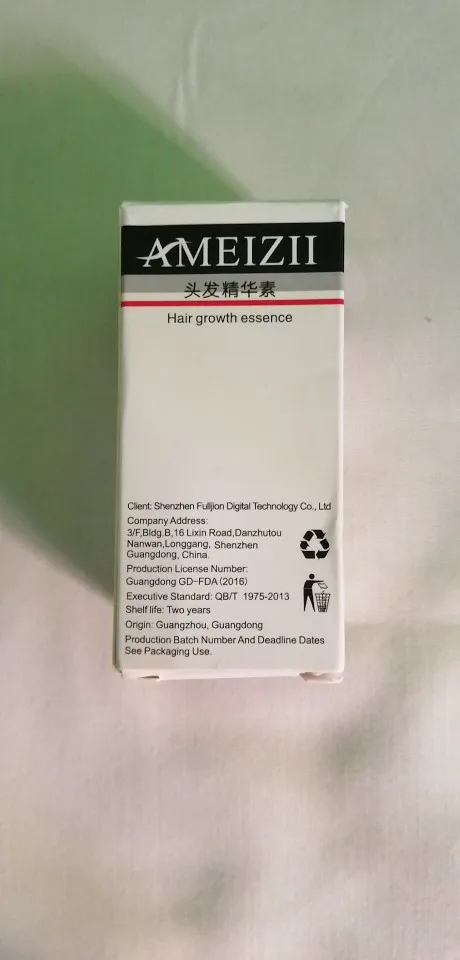 AMEIZII
头发精华素
Hair growth essence
Client: Shenzhen Fulljion Digital Technology Co., Ltd
Company Address:
3/F,Bldg.B,16 Lixin Road,Danzhutou
Nanwan,Longgang, Shenzhen
Guangdong, China.
Production License Number:
Guangdong GD-FDA (2016)
Executive Standard: QB/T 1975-2013
Shelf life: Two years
Origin: Guangzhou, Guangdong
Production Batch Number And Deadline Dates
See Packaging Use.